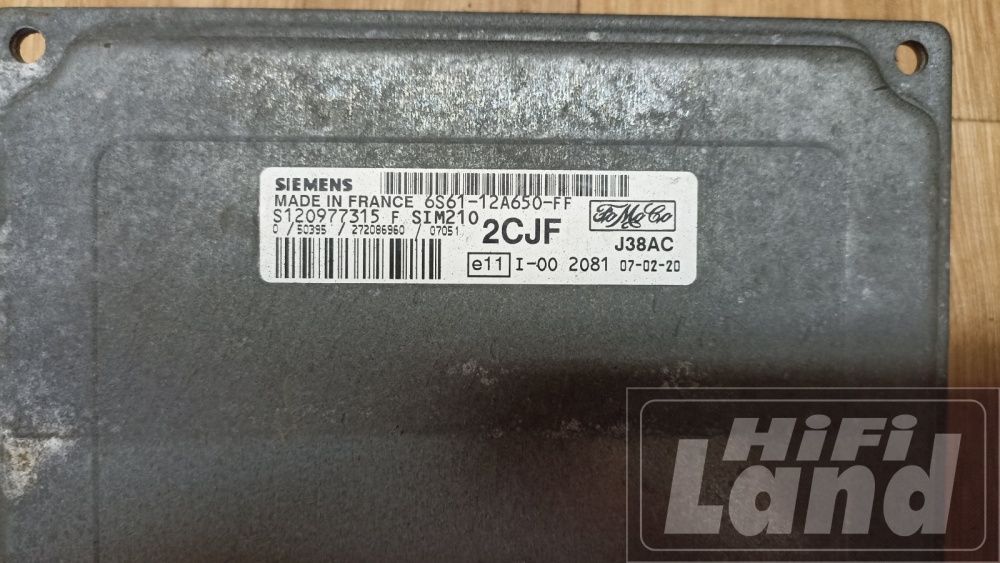 SIEMENS
MADE IN FRANCE 6S61-12A650-FF
S120977315 F SIM210
0 / 50395 / 272086960 / 07051
2CJF
FoMoCo
J38AC
e11 I-00 2081 07-02-20
HiFi
Land